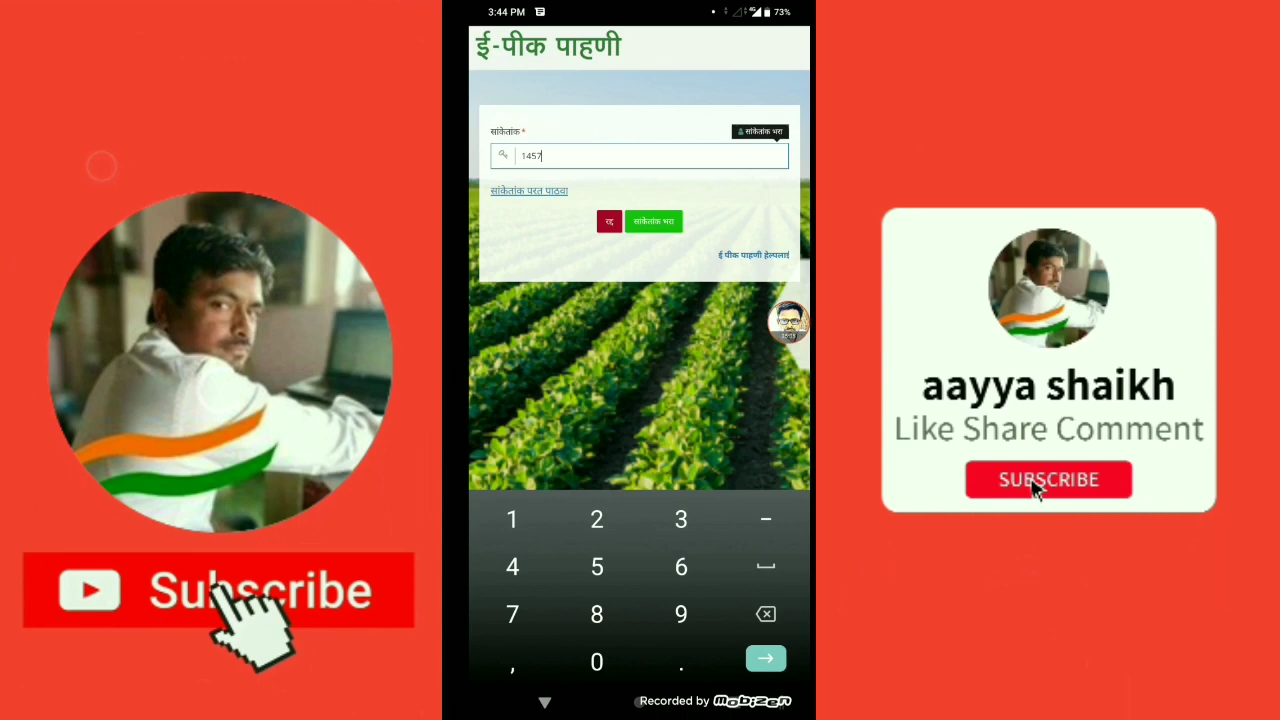 3:44 PM
4G 73%
ई-पीक पाहणी
सांकेतांक *
सांकेतांक भरा
1457
सांकेतांक परत पाठवा
रद्द
सांकेतांक भरा
ई पीक पाहणी हेल्पलाई
1 2 3 -
4 5 6
7 8 9
, 0 .
Recorded by mobizen
Subscribe
aayya shaikh
Like Share Comment
SUBSCRIBE